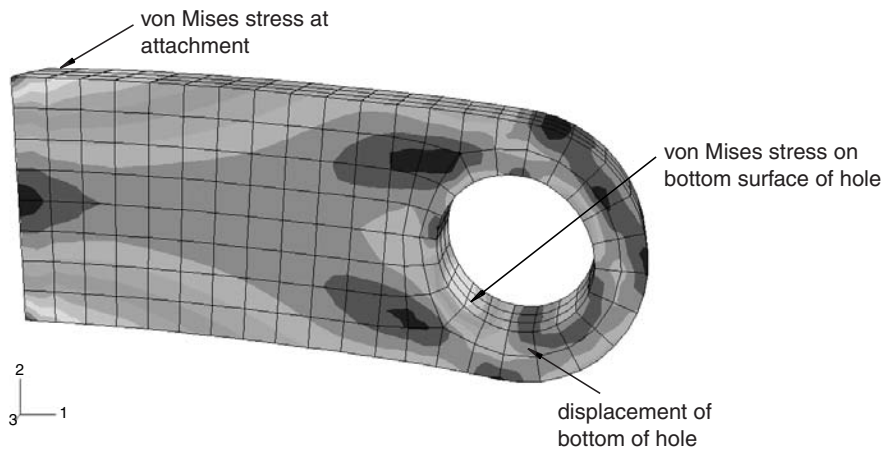 von Mises stress at
attachment
von Mises stress on
bottom surface of hole
2
3
1
displacement of
bottom of hole